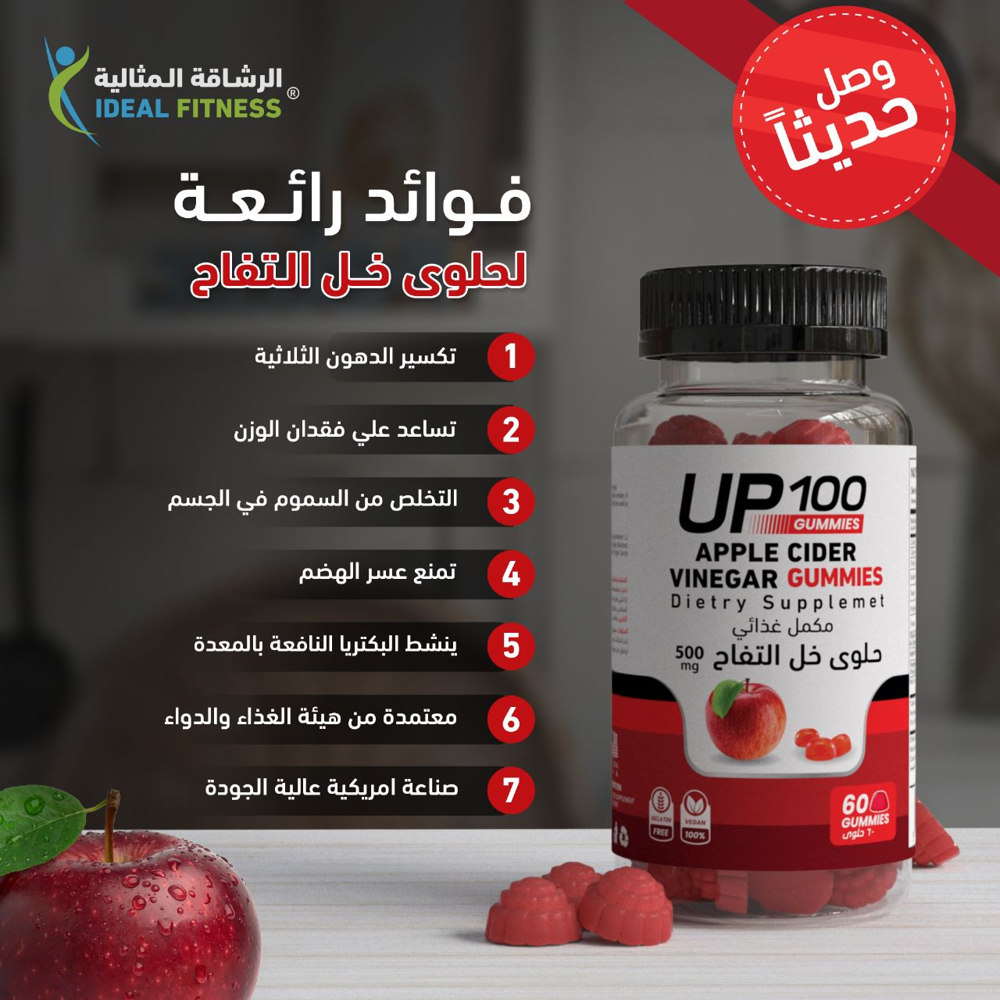 الرشاقة المثالية
IDEAL FITNESS ®
وصل
حديثاً
فوائد رائعة
لحلوى خل التفاح
1 تكسير الدهون الثلاثية
2 تساعد علي فقدان الوزن
3 التخلص من السموم في الجسم
4 تمنع عسر الهضم
5 ينشط البكتريا النافعة بالمعدة
6 معتمدة من هيئة الغذاء والدواء
7 صناعة امريكية عالية الجودة
UP100
GUMMIES
APPLE CIDER
VINEGAR GUMMIES
Dietry Supplemet
مكمل غذائي
حلوى خل التفاح 500 mg
GELATIN
FREE
VEGAN
100%
60
GUMMIES
٦٠ حلوى